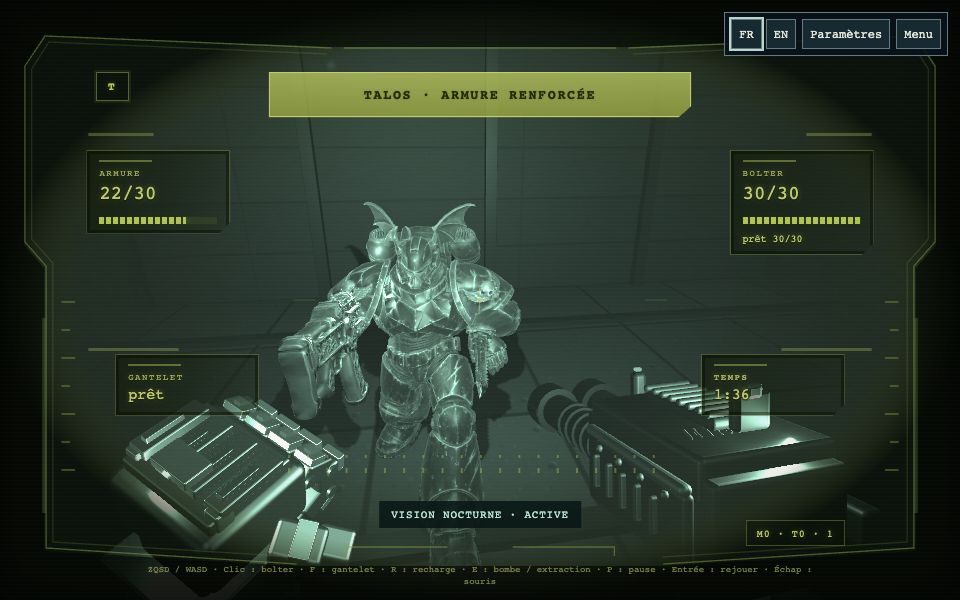 FR EN Paramètres Menu
T
TALOS · ARMURE RENFORCÉE
ARMURE
22/30
BOLTER
30/30
prêt 30/30
GANTELET
prêt
TEMPS
1:36
VISION NOCTURNE · ACTIVE
M0 · T0 · 1
ZQSD / WASD · Clic : bolter · F : gantelet · R : recharge · E : bombe / extraction · P : pause · Entrée : rejouer · Échap :
souris